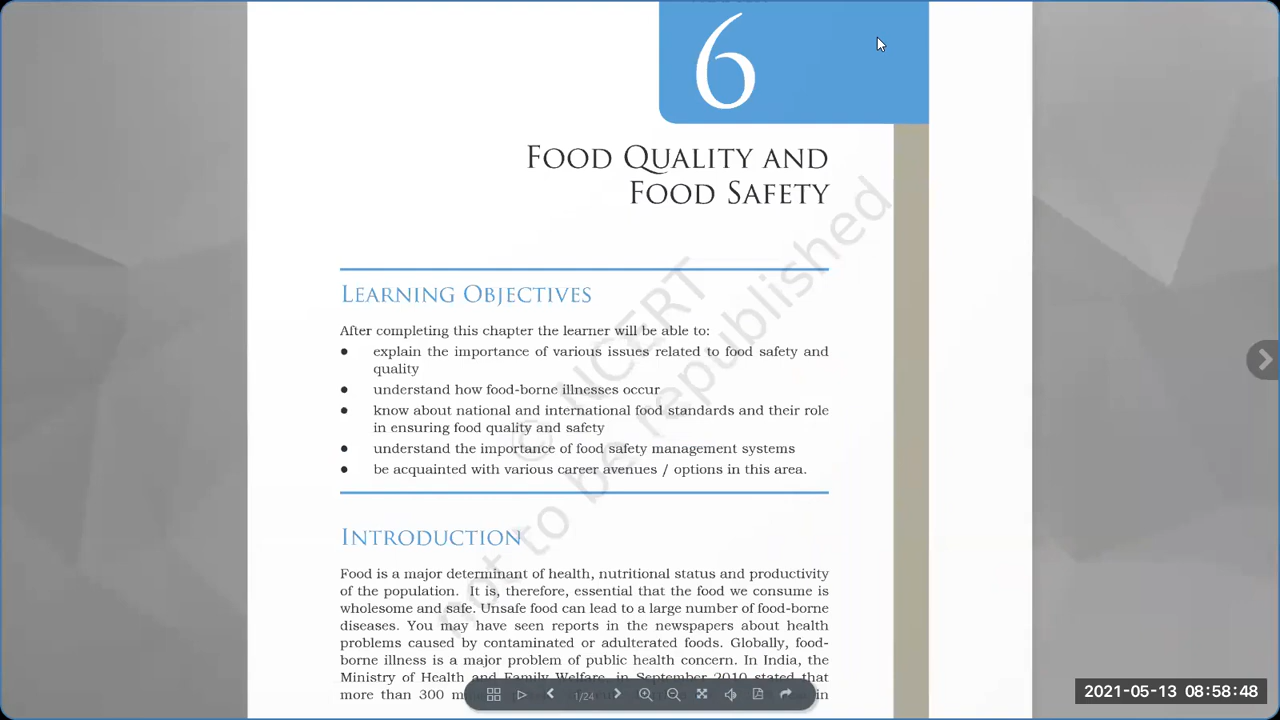 6
FOOD QUALITY AND
FOOD SAFETY
LEARNING OBJECTIVES
After completing this chapter the learner will be able to:
● explain the importance of various issues related to food safety and
quality
● understand how food-borne illnesses occur
● know about national and international food standards and their role
in ensuring food quality and safety
● understand the importance of food safety management systems
● be acquainted with various career avenues / options in this area.
INTRODUCTION
Food is a major determinant of health, nutritional status and productivity
of the population. It is, therefore, essential that the food we consume is
wholesome and safe. Unsafe food can lead to a large number of food-borne
diseases. You may have seen reports in the newspapers about health
problems caused by contaminated or adulterated foods. Globally, food-
borne illness is a major problem of public health concern. In India, the
Ministry of Health and Family Welfare, in September 2010 stated that
more than 300 in
© NCERT
not to be republished
1/24
2021-05-13 08:58:48